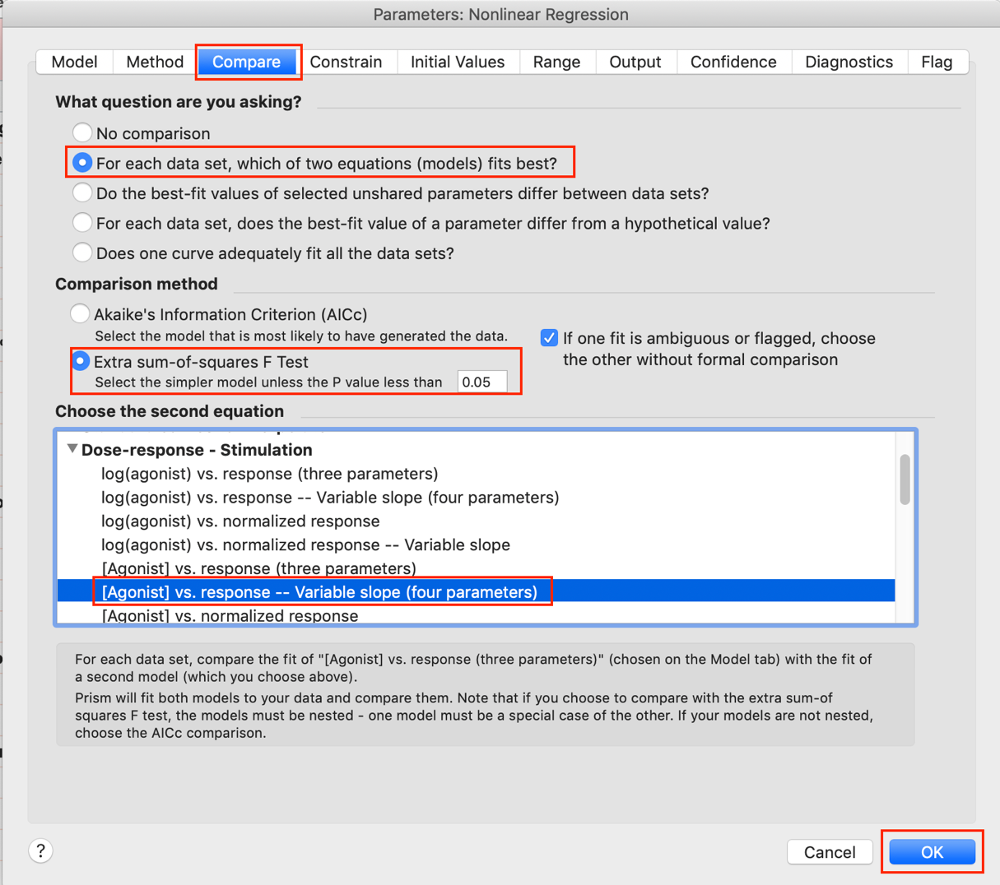 Parameters: Nonlinear Regression
Model Method Compare Constrain Initial Values Range Output Confidence Diagnostics Flag
What question are you asking?
No comparison
For each data set, which of two equations (models) fits best?
Do the best-fit values of selected unshared parameters differ between data sets?
For each data set, does the best-fit value of a parameter differ from a hypothetical value?
Does one curve adequately fit all the data sets?
Comparison method
Akaike's Information Criterion (AICc)
Select the model that is most likely to have generated the data.
Extra sum-of-squares F Test
Select the simpler model unless the P value less than 0.05
If one fit is ambiguous or flagged, choose
the other without formal comparison
Choose the second equation
Dose-response - Stimulation
log(agonist) vs. response (three parameters)
log(agonist) vs. response -- Variable slope (four parameters)
log(agonist) vs. normalized response
log(agonist) vs. normalized response -- Variable slope
[Agonist] vs. response (three parameters)
[Agonist] vs. response -- Variable slope (four parameters)
[Agonist] vs. normalized response
For each data set, compare the fit of "[Agonist] vs. response (three parameters)" (chosen on the Model tab) with the fit of
a second model (which you choose above).
Prism will fit both models to your data and compare them. Note that if you choose to compare with the extra sum-of
squares F test, the models must be nested - one model must be a special case of the other. If your models are not nested,
choose the AICc comparison.
? Cancel OK